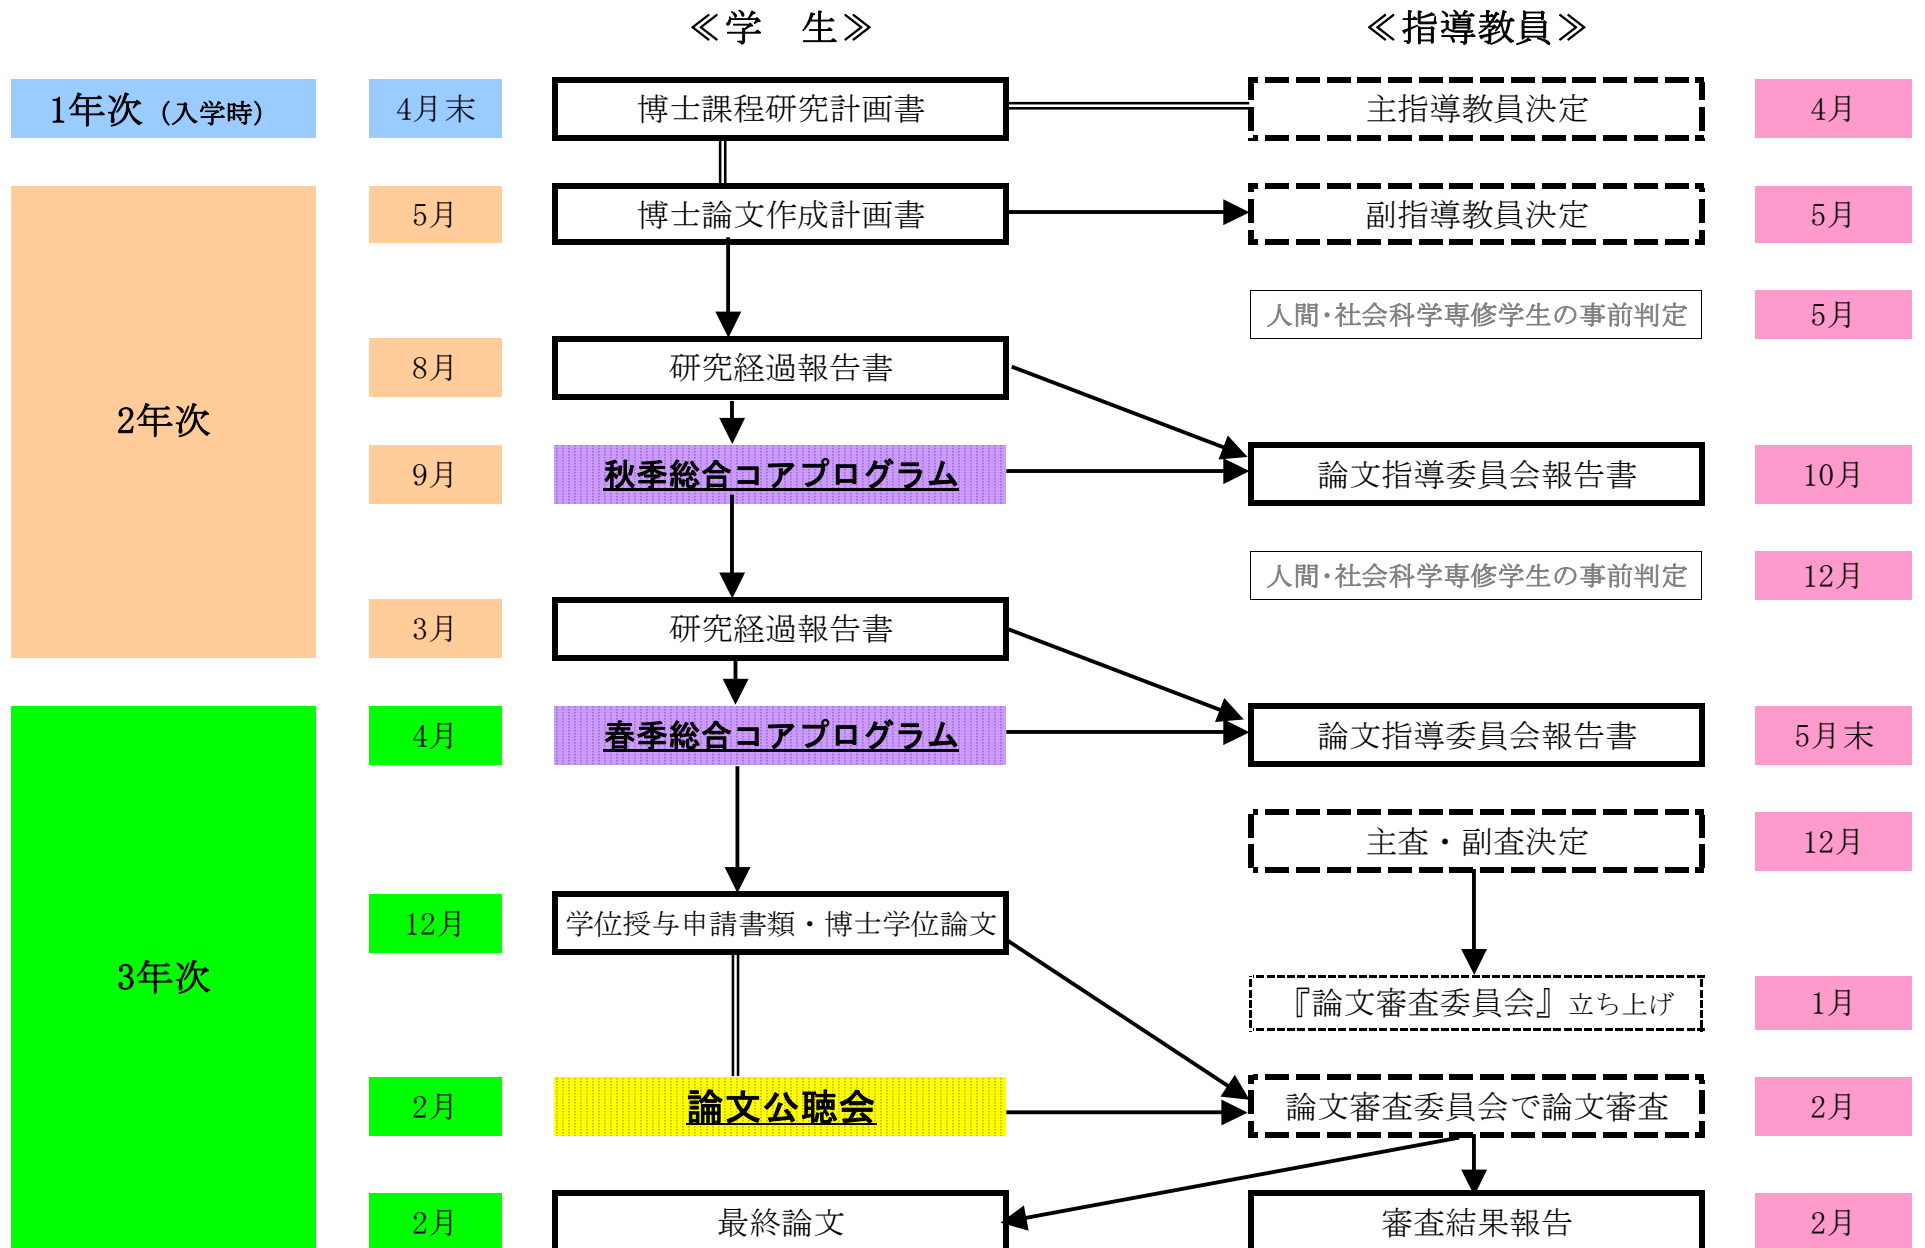 ≪学　生≫　≪指導教員≫
1年次（入学時）　4月末　博士課程研究計画書　主指導教員決定　4月
5月　博士論文作成計画書　副指導教員決定　5月
人間・社会科学専修学生の事前判定　5月
8月　研究経過報告書
2年次
9月　秋季総合コアプログラム　論文指導委員会報告書　10月
人間・社会科学専修学生の事前判定　12月
3月　研究経過報告書
4月　春季総合コアプログラム　論文指導委員会報告書　5月末
主査・副査決定　12月
12月　学位授与申請書類・博士学位論文
3年次
『論文審査委員会』立ち上げ　1月
2月　論文公聴会　論文審査委員会で論文審査　2月
2月　最終論文　審査結果報告　2月